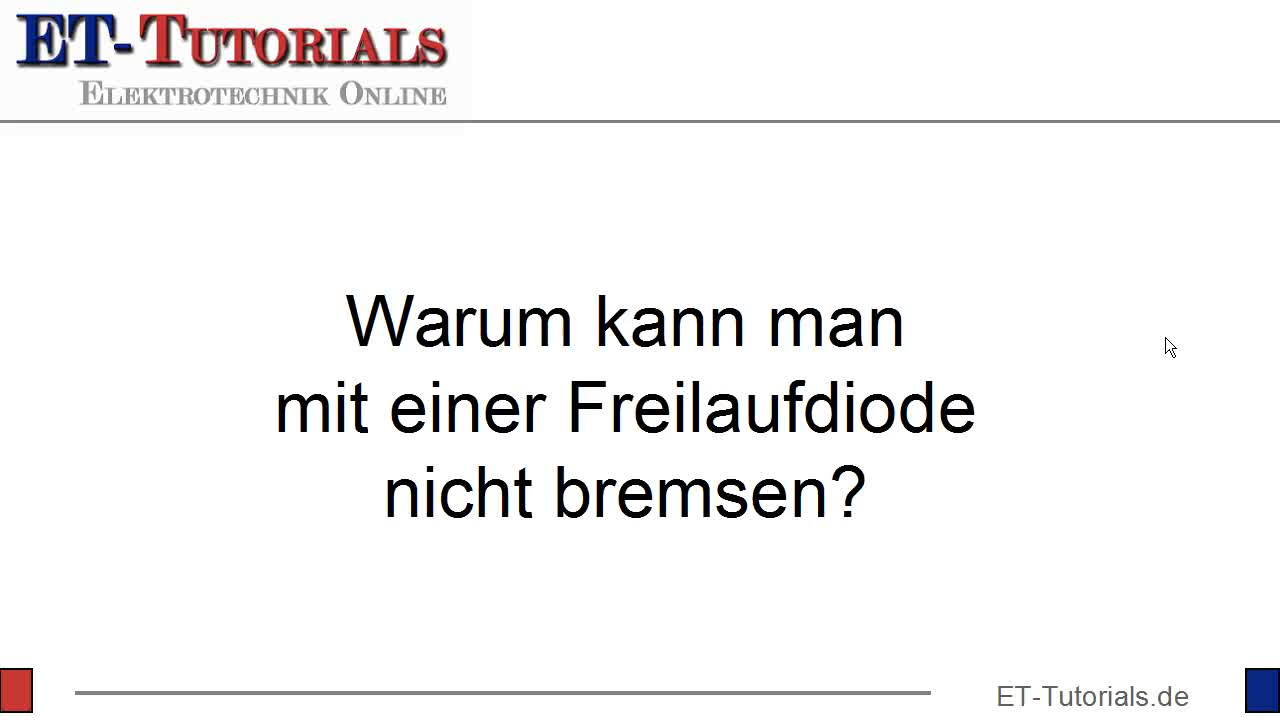 ET-TUTORIALS
ELEKTROTECHNIK ONLINE
Warum kann man
mit einer Freilaufdiode
nicht bremsen?
ET-Tutorials.de